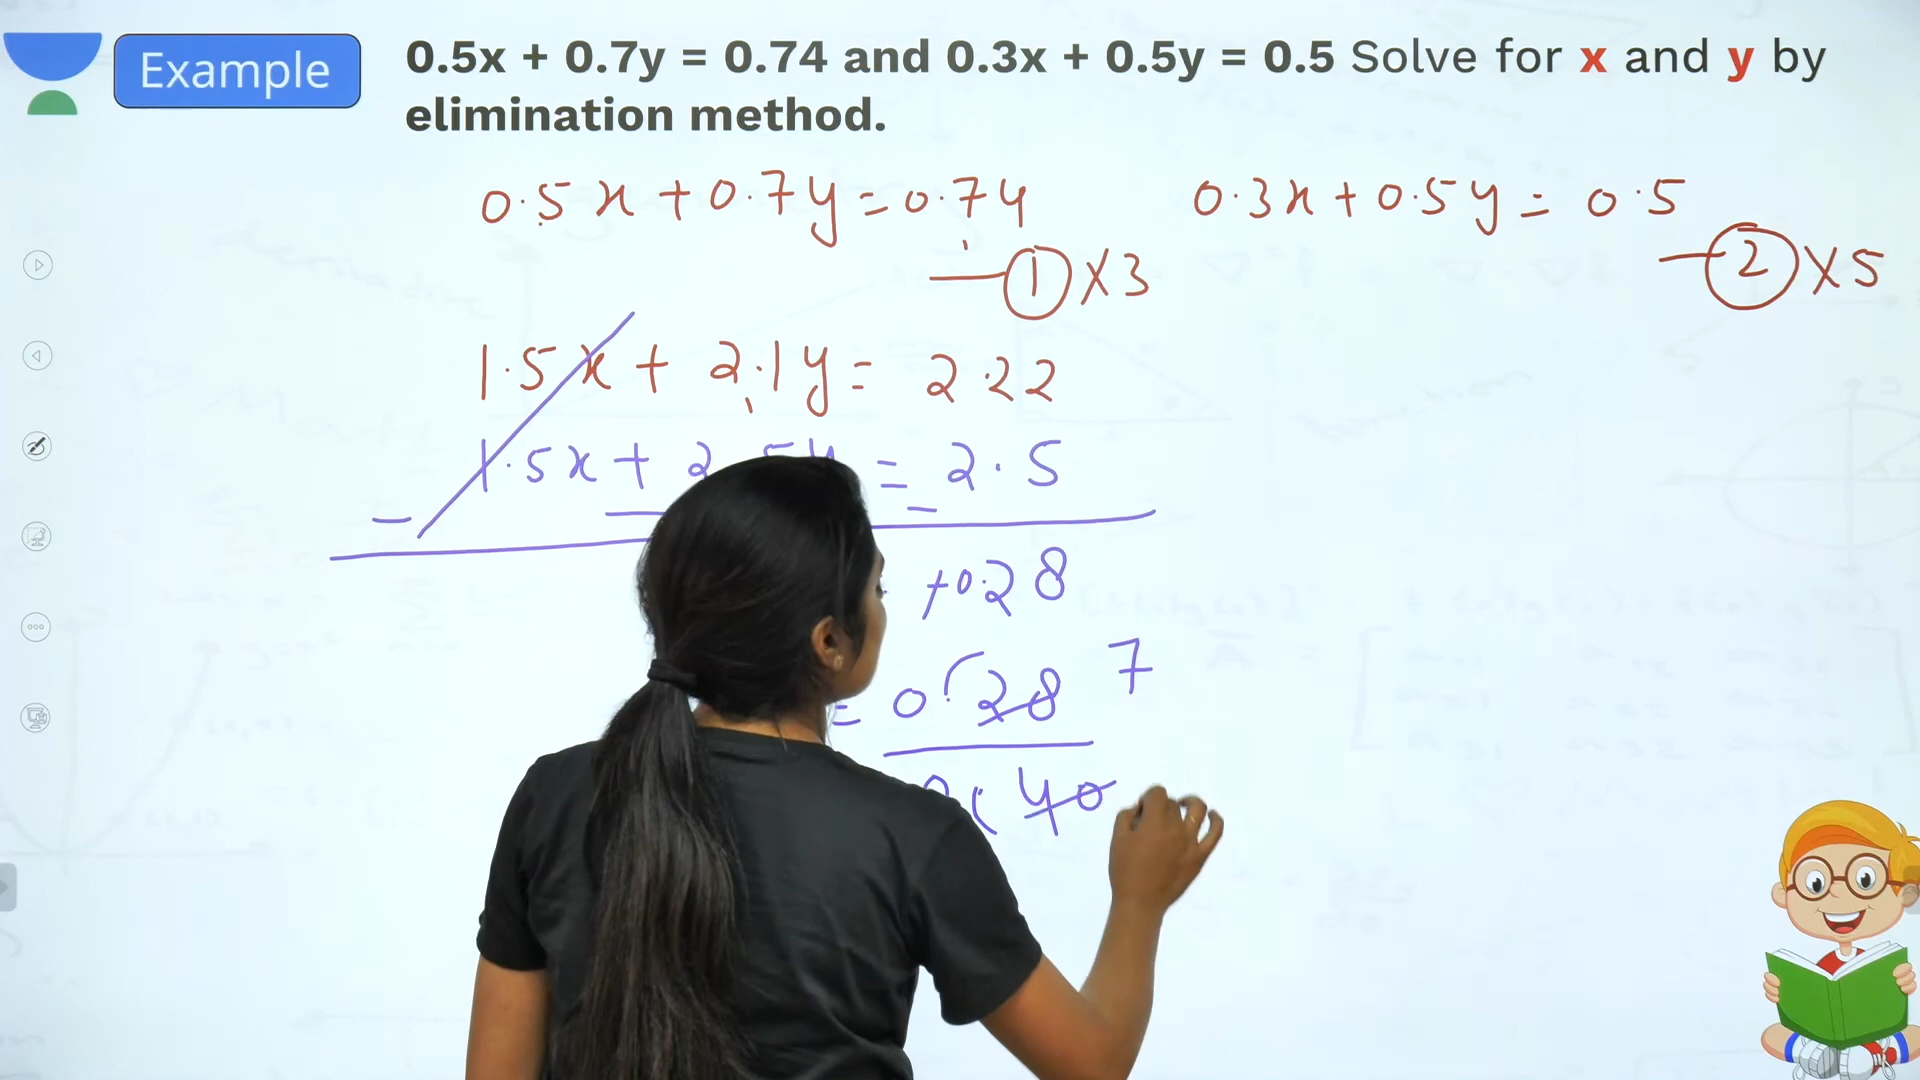 Example
0.5x + 0.7y = 0.74 and 0.3x + 0.5y = 0.5 Solve for x and y by
elimination method.
0.5x + 0.7y = 0.74
— ① × 3
0.3x + 0.5y = 0.5
— ② × 5
1.5x + 2.1y = 2.22
1.5x + 2.5y = 2.5
— — —
+0.28
= 0.28 7
40